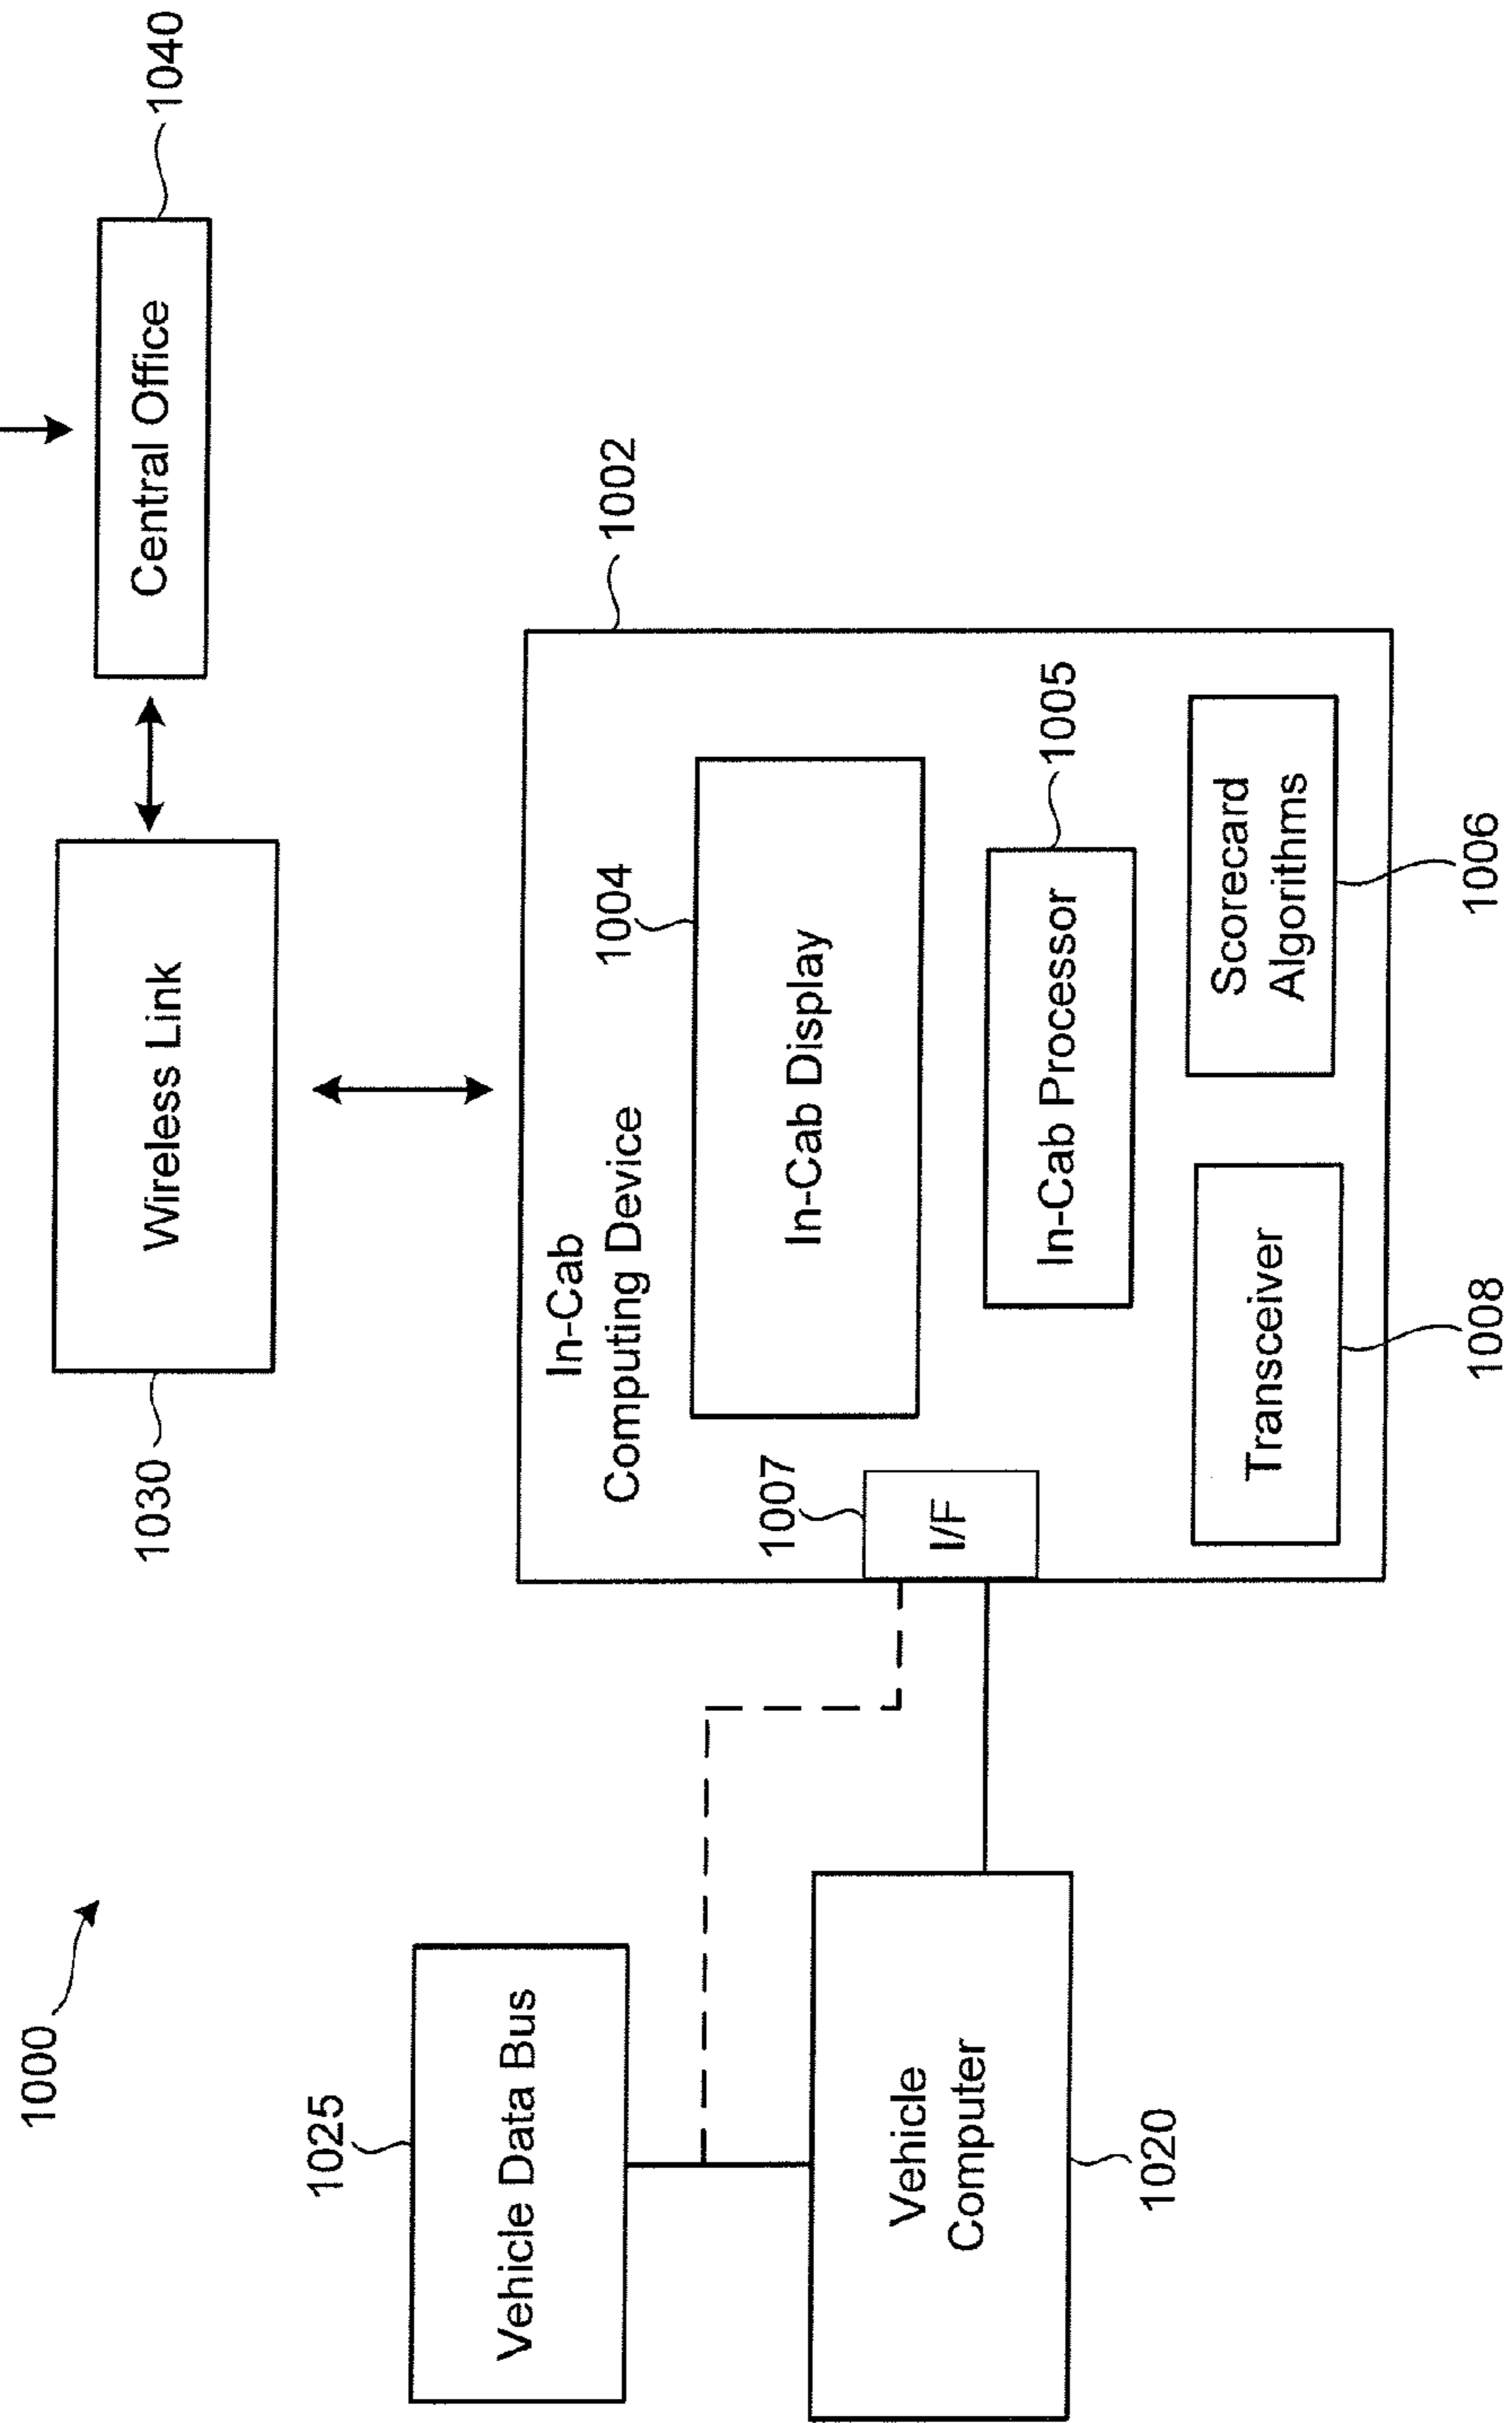 1000
1030
Wireless Link
1040
Central Office
1025
Vehicle Data Bus
Vehicle
Computer
1020
1002
In-Cab
Computing Device
1004
In-Cab Display
1007
I/F
1005
In-Cab Processor
Transceiver
1008
Scorecard
Algorithms
1006